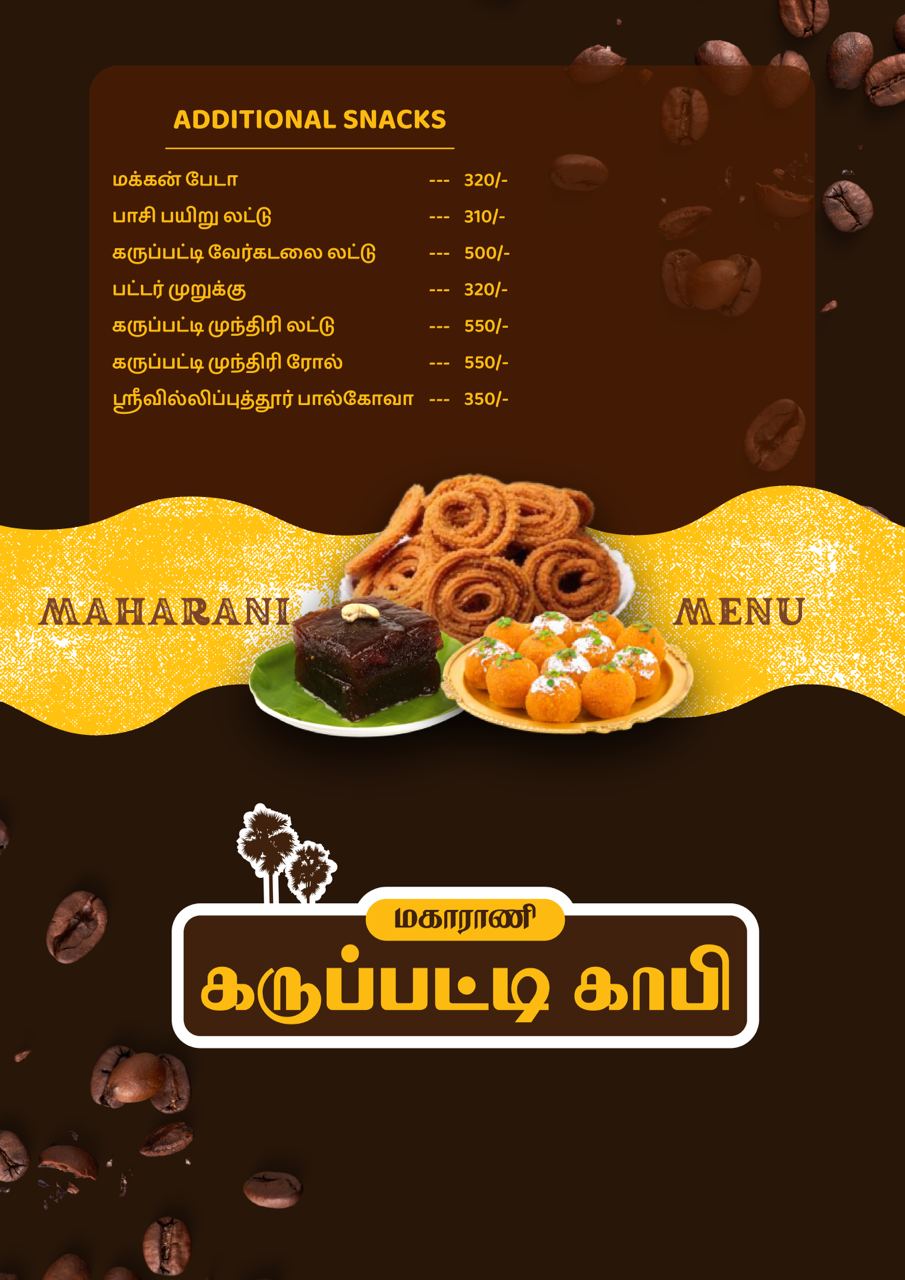 ADDITIONAL SNACKS
மக்கன் பேடா --- 320/-
பாசி பயிறு லட்டு --- 310/-
கருப்பட்டி வேர்கடலை லட்டு --- 500/-
பட்டர் முறுக்கு --- 320/-
கருப்பட்டி முந்திரி லட்டு --- 550/-
கருப்பட்டி முந்திரி ரோல் --- 550/-
ஸ்ரீவில்லிப்புத்தூர் பால்கோவா --- 350/-
MAHARANI MENU
மகாராணி
கருப்பட்டி காபி